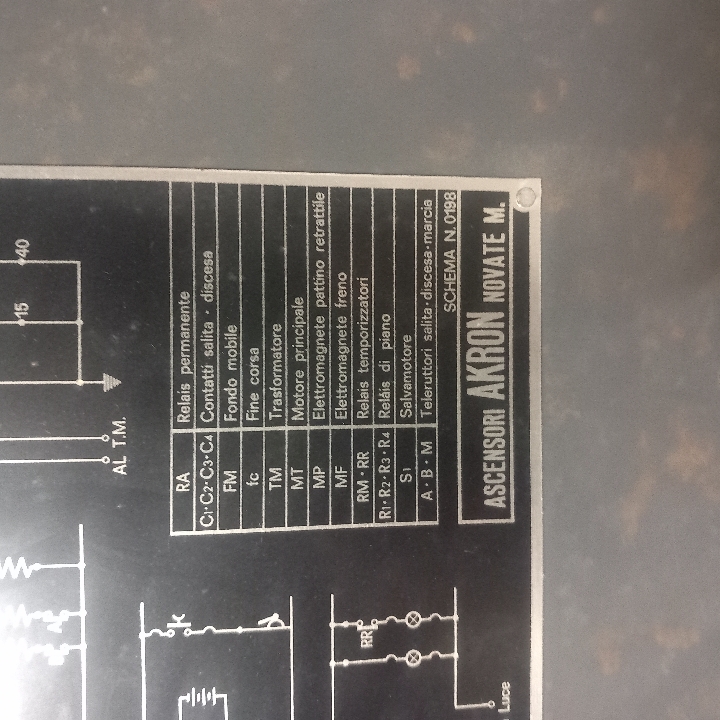 40
15
AL T.M.
RA Relais permanente
C1·C2·C3·C4 Contatti salita · discesa
FM Fondo mobile
fc Fine corsa
TM Trasformatore
MT Motore principale
MP Elettromagnete pattino retrattile
MF Elettromagnete freno
RM·RR Relais temporizzatori
R1·R2·R3·R4 Relais di piano
S1 Salvamotore
A·B·M Teleruttori salita·discesa·marcia
SCHEMA N.0198
ASCENSORI AKRON NOVATE M.
RR
Luce